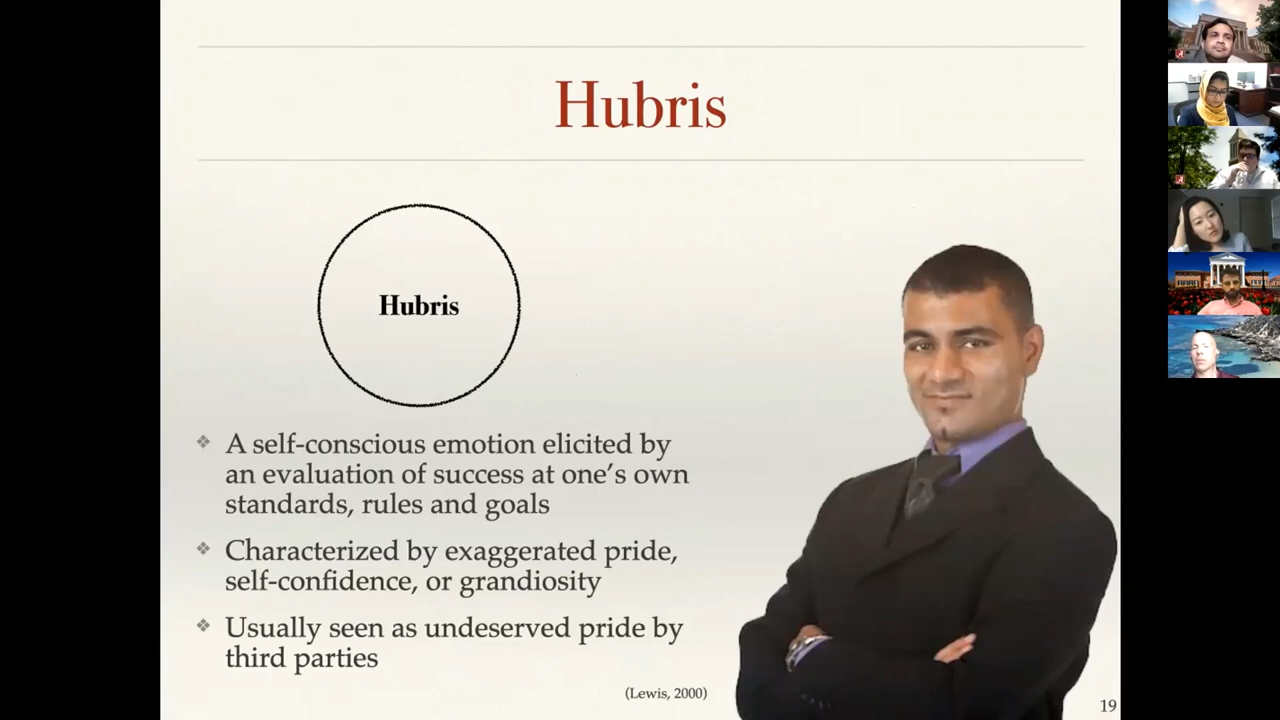 Hubris
Hubris
❖ A self-conscious emotion elicited by
an evaluation of success at one’s own
standards, rules and goals
❖ Characterized by exaggerated pride,
self-confidence, or grandiosity
❖ Usually seen as undeserved pride by
third parties
(Lewis, 2000)
19